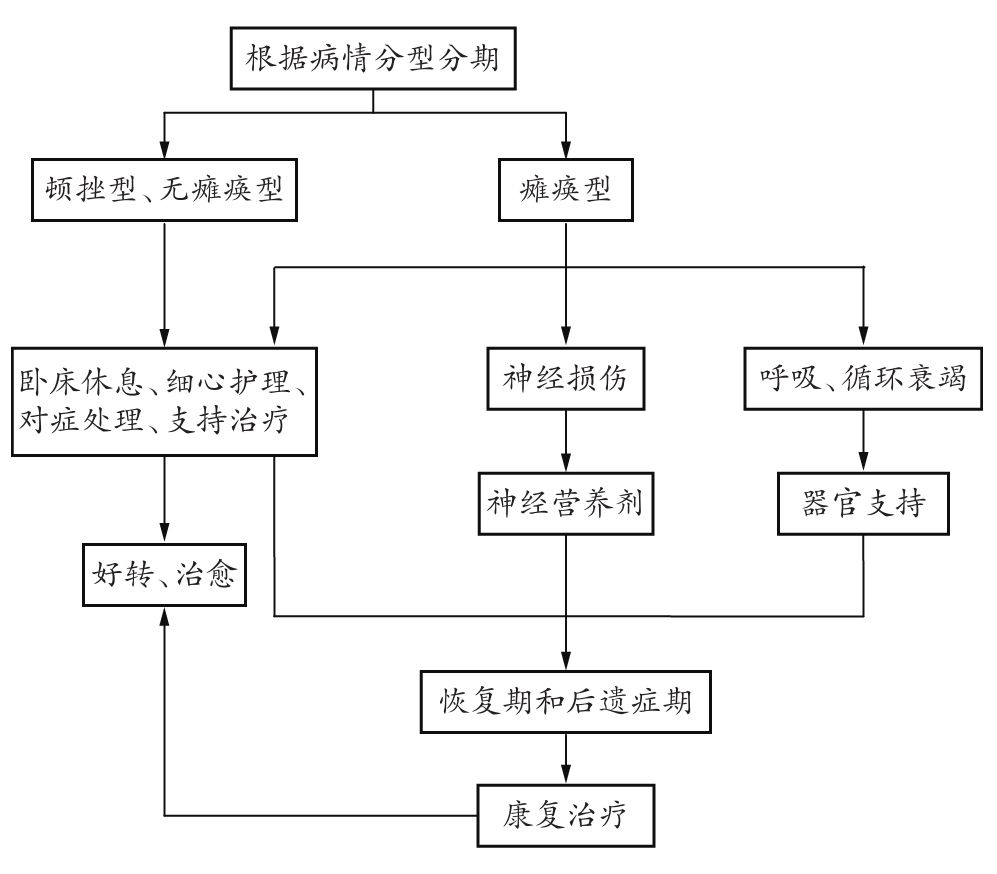 根据病情分型分期
顿挫型、无瘫痪型
瘫痪型
卧床休息、细心护理、
对症处理、支持治疗
神经损伤
呼吸、循环衰竭
神经营养剂
器官支持
好转、治愈
恢复期和后遗症期
康复治疗